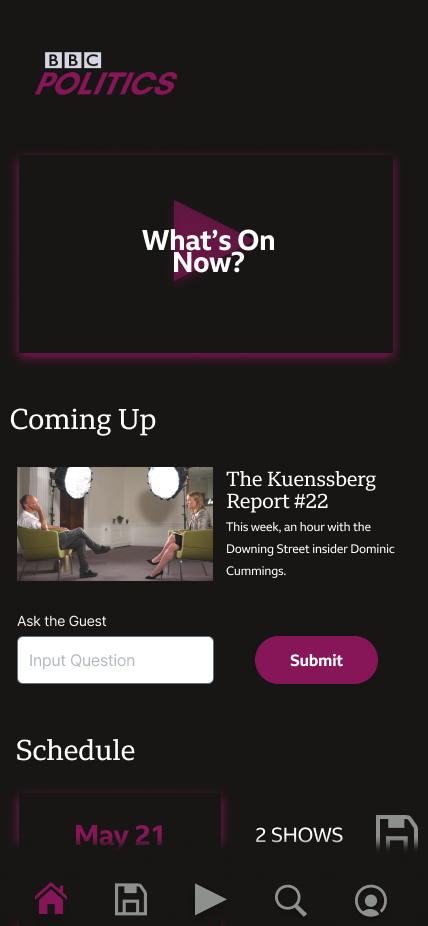 BBC
POLITICS
What's On
Now?
Coming Up
The Kuenssberg
Report #22
This week, an hour with the
Downing Street insider Dominic
Cummings.
Ask the Guest
Input Question
Submit
Schedule
May 21
2 SHOWS